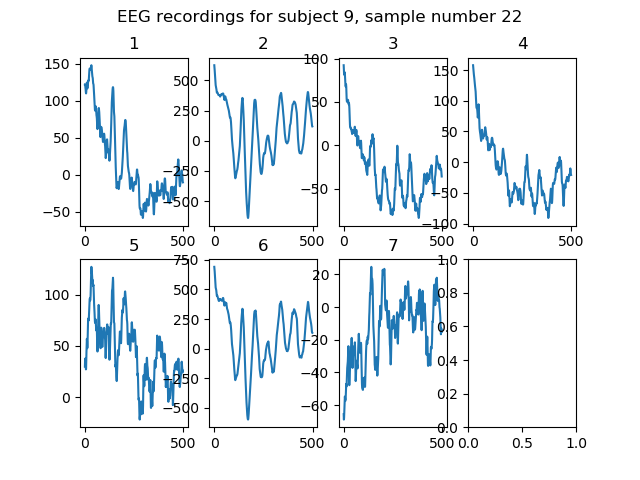 EEG recordings for subject 9, sample number 22
1 2 3 4
150 100 50 0 −50
500 250 0 −250 −500
100 50 0 −50
150 100 50 0 −50 −100
0 500 0 500 0 500 0 500
5 6 7
100 50 0
750 500 250 0 −250 −500
20 0 −20 −40 −60
1.0 0.8 0.6 0.4 0.2 0.0
0 500 0 500 0 500 0.0 0.5 1.0